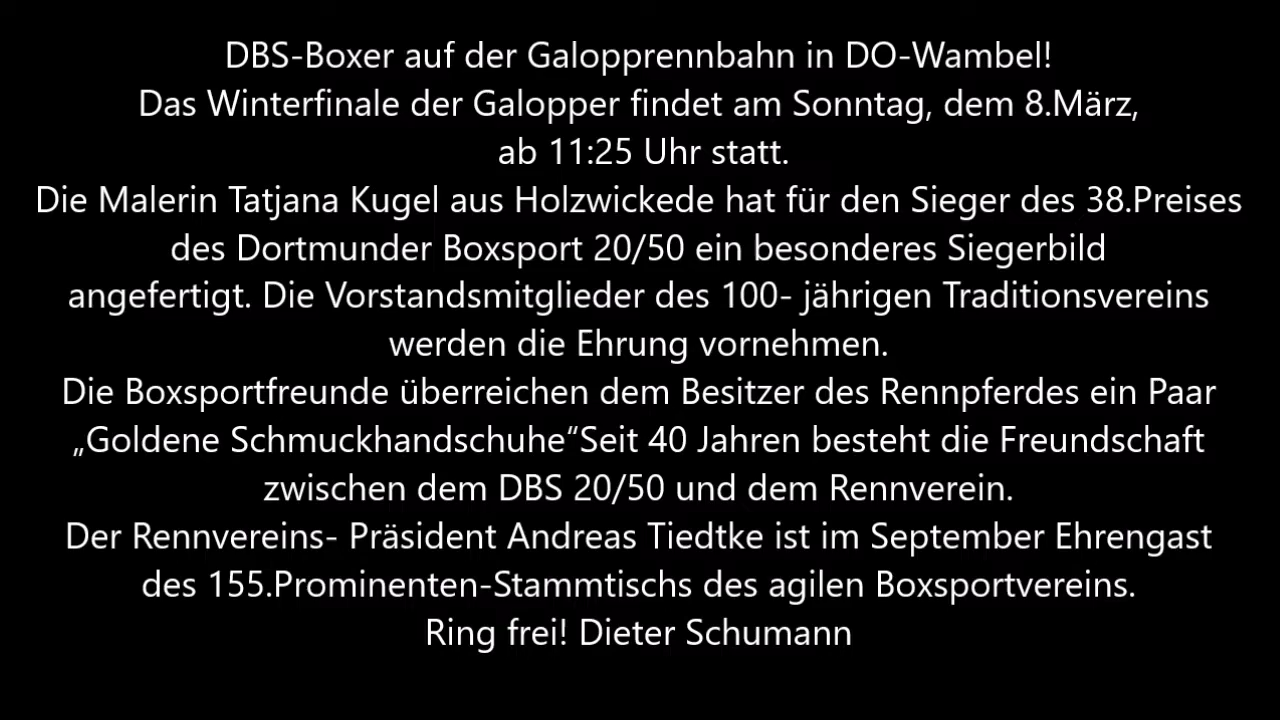 DBS-Boxer auf der Galopprennbahn in DO-Wambel!
Das Winterfinale der Galopper findet am Sonntag, dem 8.März,
ab 11:25 Uhr statt.
Die Malerin Tatjana Kugel aus Holzwickede hat für den Sieger des 38.Preises
des Dortmunder Boxsport 20/50 ein besonderes Siegerbild
angefertigt. Die Vorstandsmitglieder des 100- jährigen Traditionsvereins
werden die Ehrung vornehmen.
Die Boxsportfreunde überreichen dem Besitzer des Rennpferdes ein Paar
„Goldene Schmuckhandschuhe“Seit 40 Jahren besteht die Freundschaft
zwischen dem DBS 20/50 und dem Rennverein.
Der Rennvereins- Präsident Andreas Tiedtke ist im September Ehrengast
des 155.Prominenten-Stammtischs des agilen Boxsportvereins.
Ring frei! Dieter Schumann